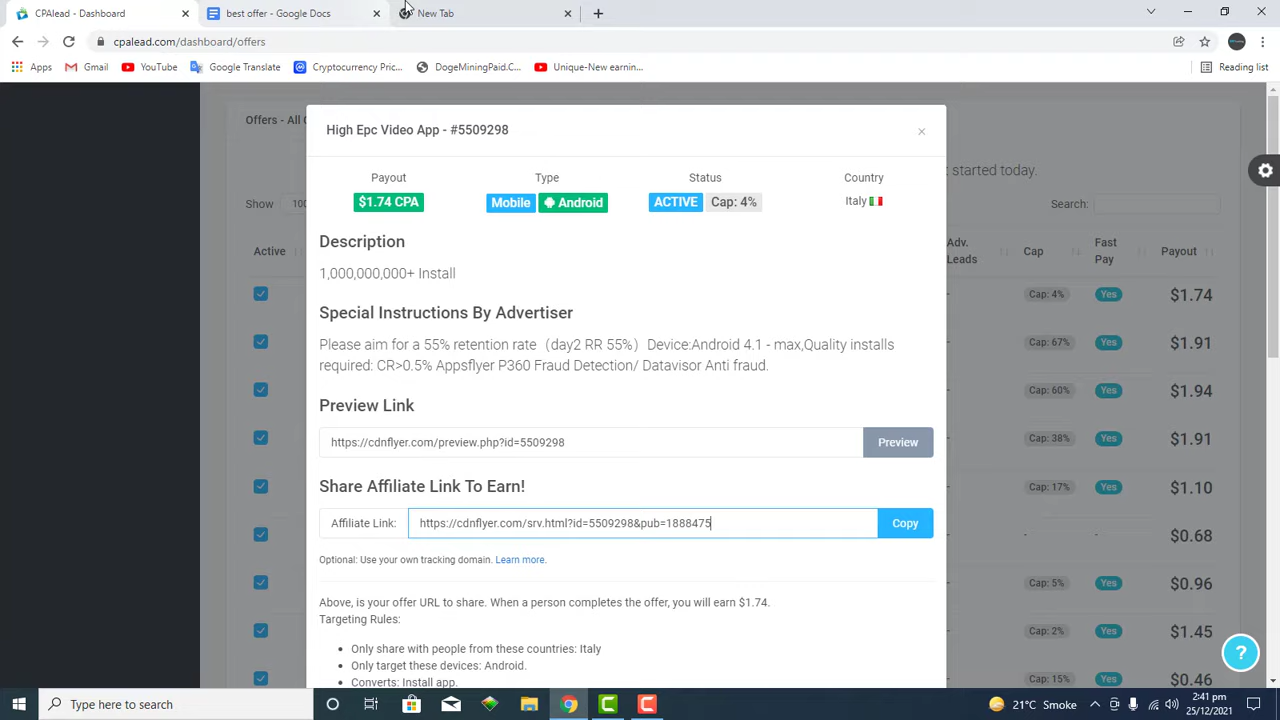 CPAlead - Dashboard
best offer - Google Docs
New Tab
cpalead.com/dashboard/offers
Apps
Gmail
YouTube
Google Translate
Cryptocurrency Pric...
DogeMiningPaid.C...
Unique-New earnin...
Reading list
Offers - All
High Epc Video App - #5509298
×
started today.
Payout
Type
Status
Country
$1.74 CPA
Mobile
Android
ACTIVE
Cap: 4%
Italy
Show
100
Search:
Description
Active
Adv. Leads
Cap
Fast Pay
Payout
1,000,000,000+ Install
Cap: 4%
Yes
$1.74
Special Instructions By Advertiser
Please aim for a 55% retention rate（day2 RR 55%）Device:Android 4.1 - max,Quality installs
required: CR>0.5% Appsflyer P360 Fraud Detection/ Datavisor Anti fraud.
Cap: 67%
Yes
$1.91
Cap: 60%
Yes
$1.94
Preview Link
https://cdnflyer.com/preview.php?id=5509298
Preview
Cap: 38%
Yes
$1.91
Share Affiliate Link To Earn!
Cap: 17%
Yes
$1.10
Affiliate Link:
https://cdnflyer.com/srv.html?id=5509298&pub=1888475
Copy
- - $0.68
Optional: Use your own tracking domain. Learn more.
Cap: 5%
Yes
$0.96
Above, is your offer URL to share. When a person completes the offer, you will earn $1.74.
Targeting Rules:
Cap: 2%
Yes
$1.45
• Only share with people from these countries: Italy
• Only target these devices: Android.
• Converts: Install app.
Cap: 15%
Yes
$0.46
?
Type here to search
21°C Smoke
2:41 pm
25/12/2021